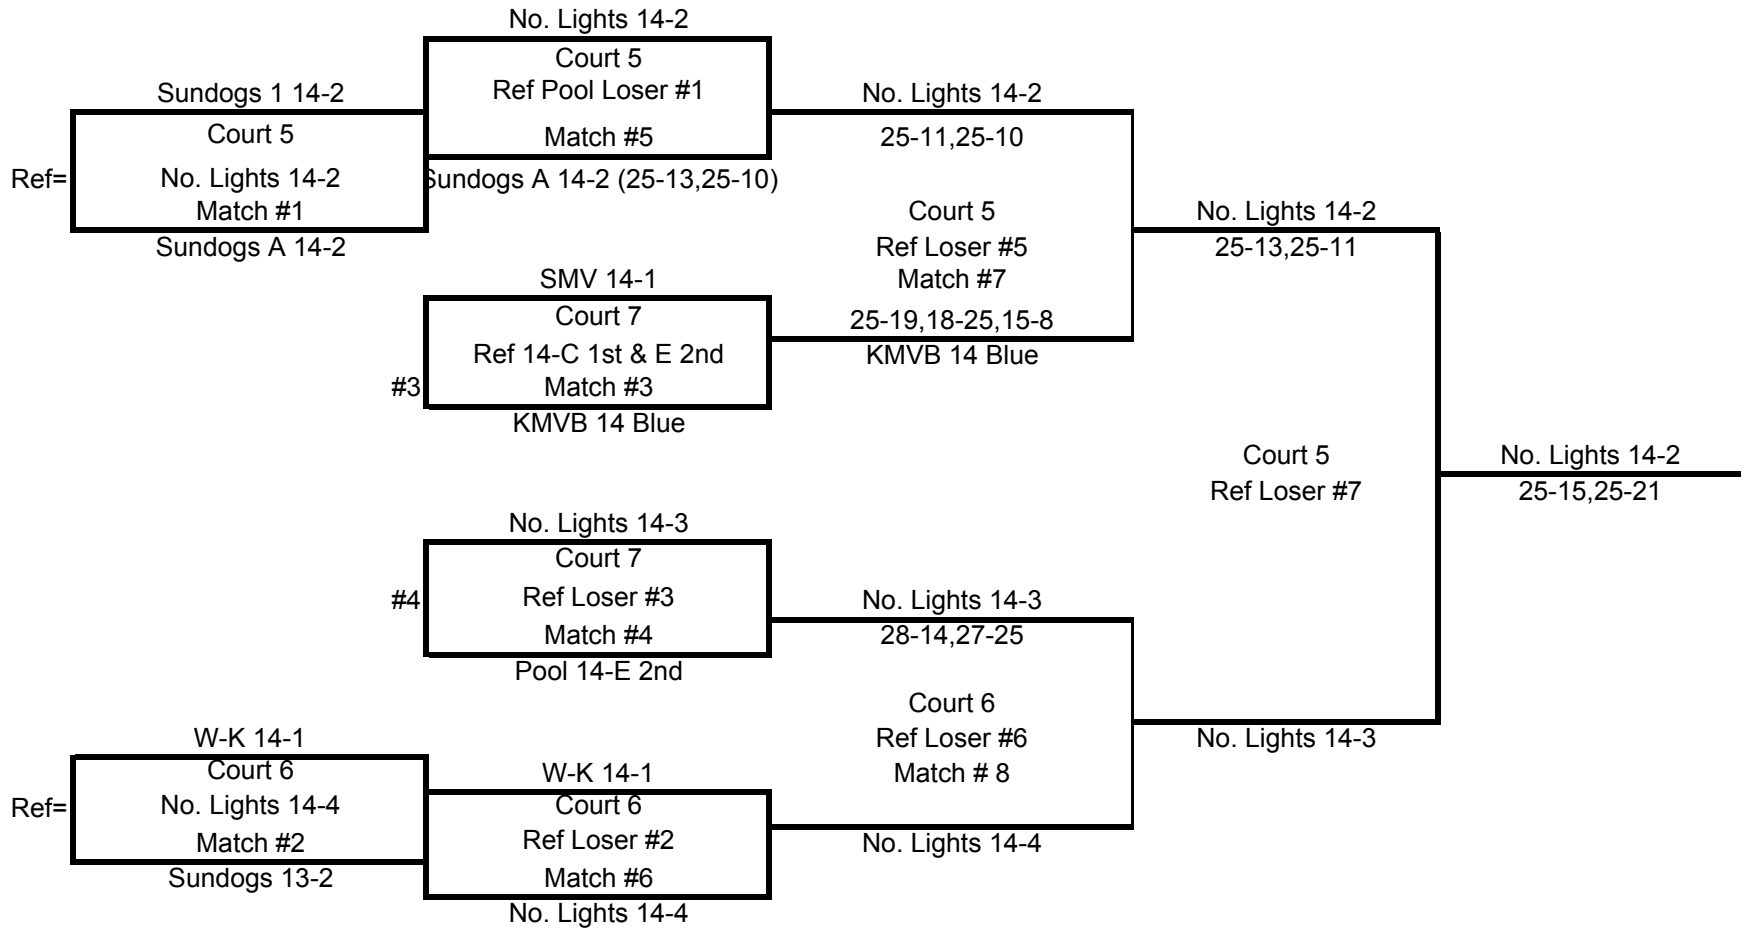 No. Lights 14-2
Court 5
Ref Pool Loser #1
Match #5
Sundogs A 14-2 (25-13,25-10)
Sundogs 1 14-2
Court 5
Ref=
No. Lights 14-2
Match #1
Sundogs A 14-2
No. Lights 14-2
25-11,25-10
Court 5
Ref Loser #5
Match #7
25-19,18-25,15-8
KMVB 14 Blue
SMV 14-1
Court 7
Ref 14-C 1st & E 2nd
#3
Match #3
KMVB 14 Blue
No. Lights 14-2
25-13,25-11
Court 5
Ref Loser #7
No. Lights 14-2
25-15,25-21
No. Lights 14-3
Court 7
#4
Ref Loser #3
Match #4
Pool 14-E 2nd
No. Lights 14-3
28-14,27-25
Court 6
Ref Loser #6
Match # 8
No. Lights 14-4
No. Lights 14-3
W-K 14-1
Court 6
Ref=
No. Lights 14-4
Match #2
Sundogs 13-2
W-K 14-1
Court 6
Ref Loser #2
Match #6
No. Lights 14-4